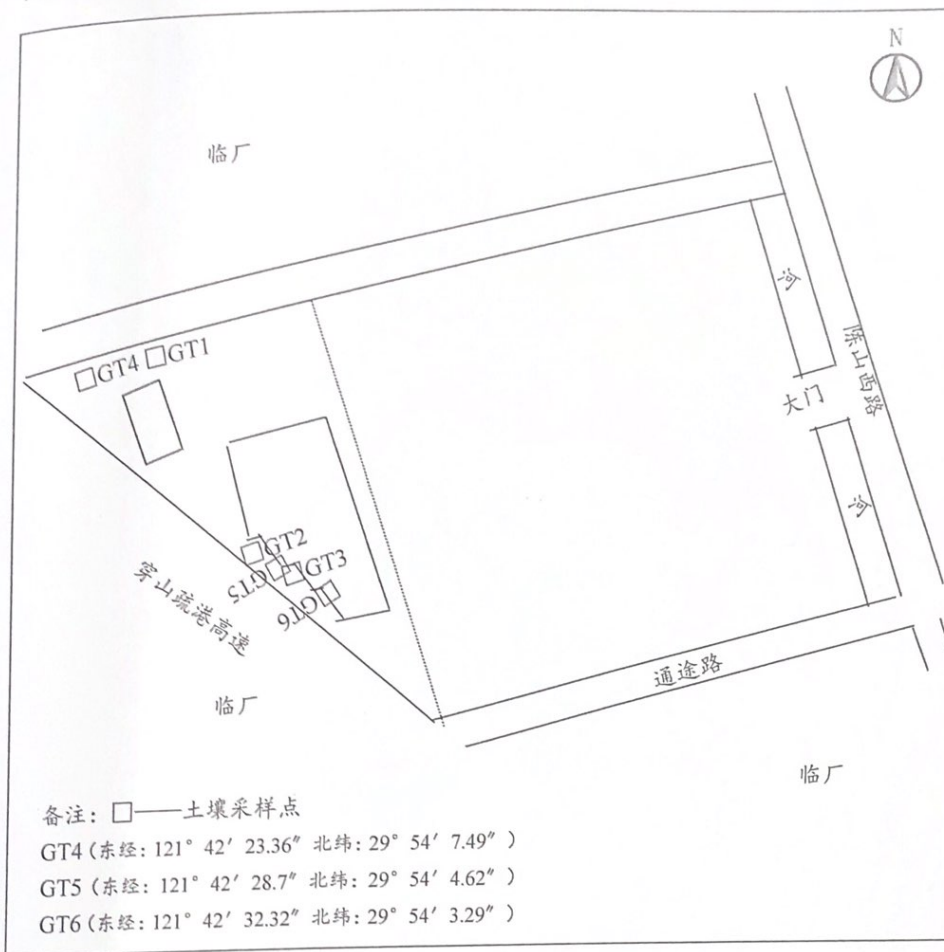 N
临厂
河
GT4 GT1
陈山西路
大门
河
GT2
GT5
GT3
GT6
穿山疏港高速
通途路
临厂
临厂
备注：□——土壤采样点
GT4（东经：121° 42′ 23.36″ 北纬：29° 54′ 7.49″ ）
GT5（东经：121° 42′ 28.7″ 北纬：29° 54′ 4.62″ ）
GT6（东经：121° 42′ 32.32″ 北纬：29° 54′ 3.29″ ）